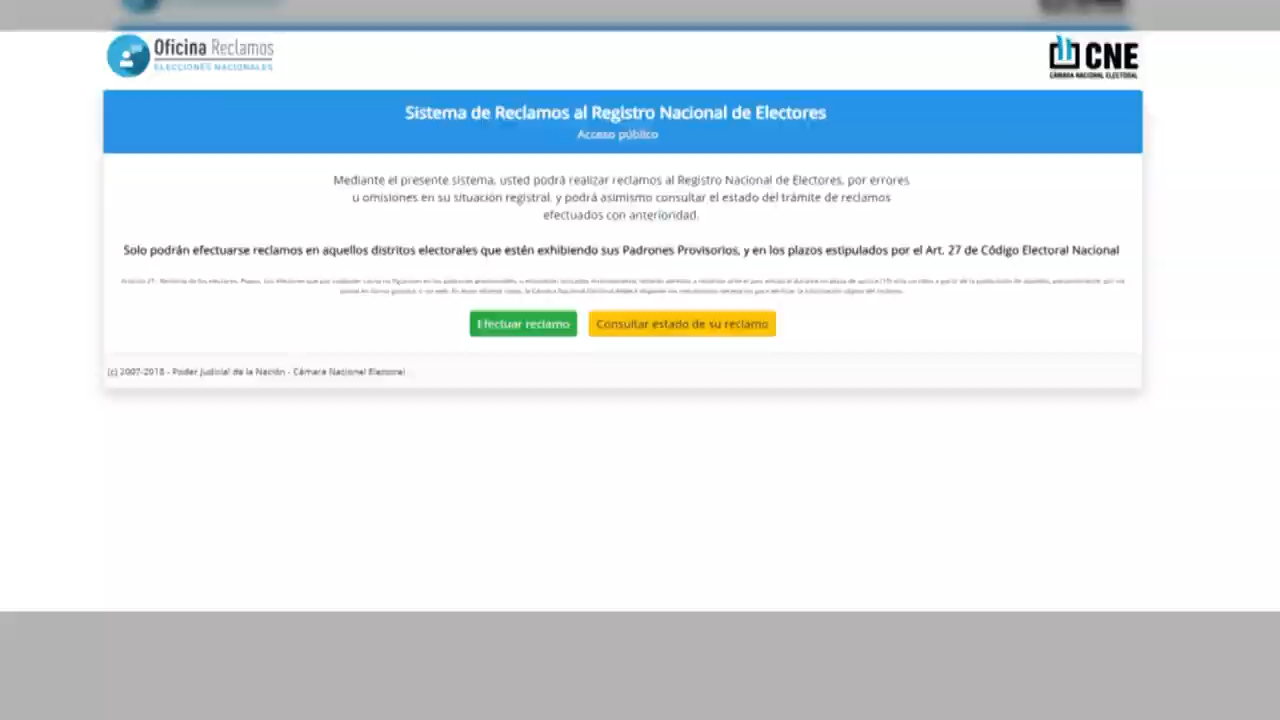 Oficina Reclamos
ELECCIONES NACIONALES
CNE
CÁMARA NACIONAL ELECTORAL
Sistema de Reclamos al Registro Nacional de Electores
Acceso público
Mediante el presente sistema, usted podrá realizar reclamos al Registro Nacional de Electores, por errores
u omisiones en su situación registral, y podrá asimismo consultar el estado del trámite de reclamos
efectuados con anterioridad.
Solo podrán efectuarse reclamos en aquellos distritos electorales que estén exhibiendo sus Padrones Provisorios, y en los plazos estipulados por el Art. 27 de Código Electoral Nacional
Efectuar reclamo
Consultar estado de su reclamo
(c) 2007-2018 - Poder Judicial de la Nación - Cámara Nacional Electoral